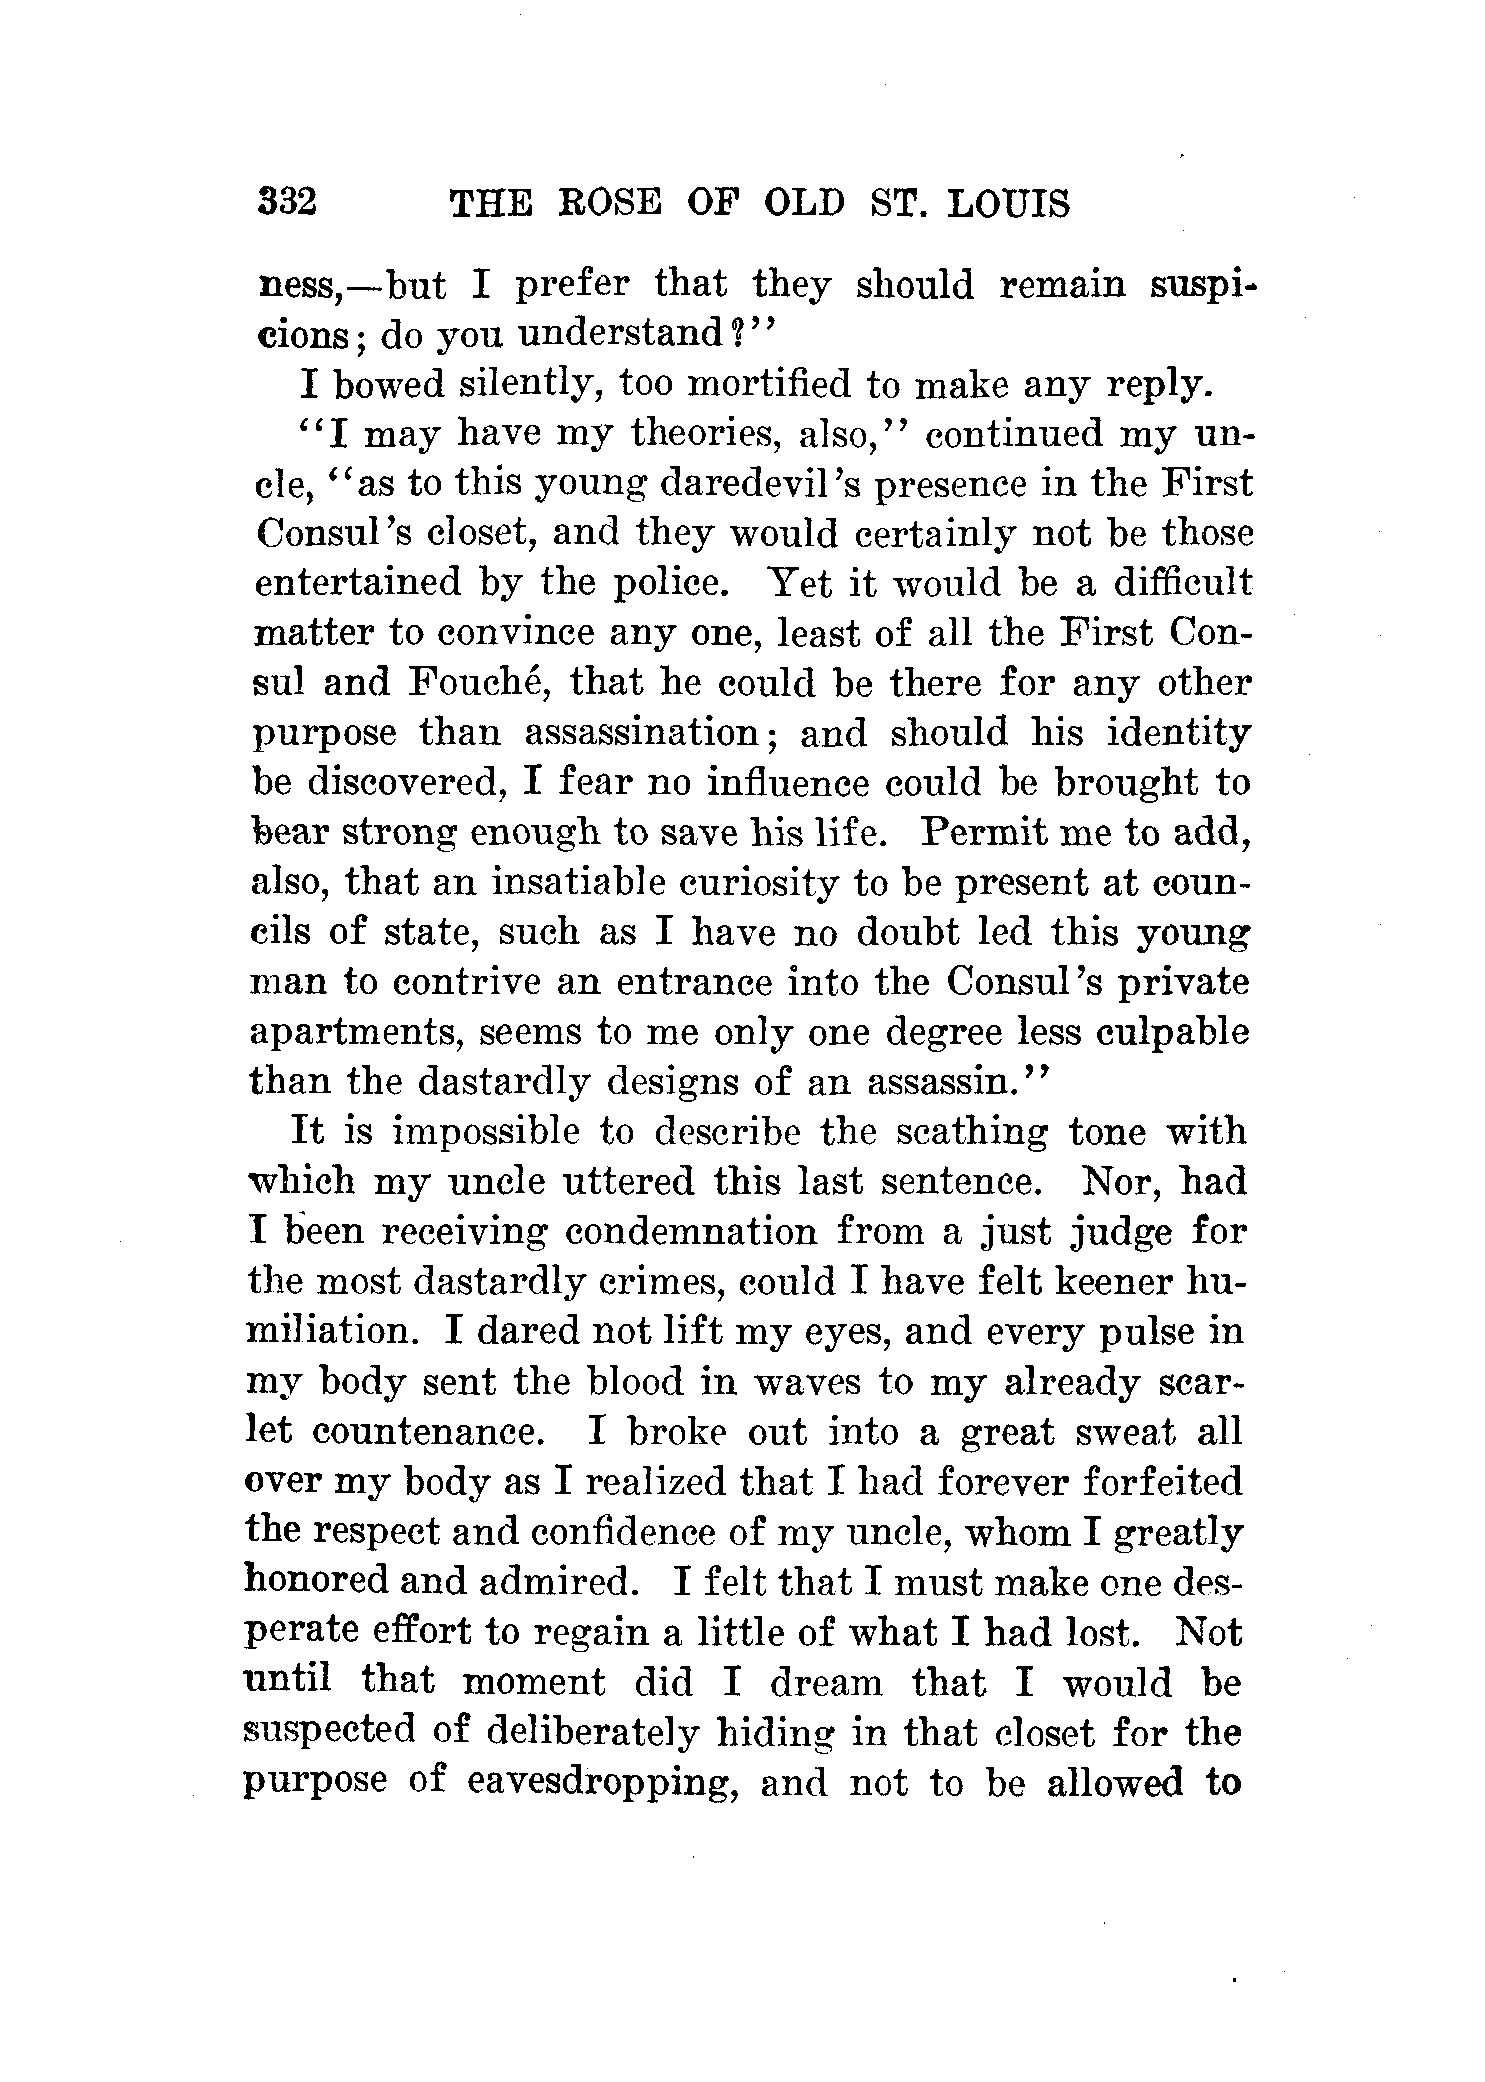 332 THE ROSE OF OLD ST. LOUIS
ness,—but I prefer that they should remain suspi-
cions; do you understand?"
I bowed silently, too mortified to make any reply.
"I may have my theories, also," continued my un-
cle, "as to this young daredevil's presence in the First
Consul's closet, and they would certainly not be those
entertained by the police. Yet it would be a difficult
matter to convince any one, least of all the First Con-
sul and Fouché, that he could be there for any other
purpose than assassination; and should his identity
be discovered, I fear no influence could be brought to
bear strong enough to save his life. Permit me to add,
also, that an insatiable curiosity to be present at coun-
cils of state, such as I have no doubt led this young
man to contrive an entrance into the Consul's private
apartments, seems to me only one degree less culpable
than the dastardly designs of an assassin."
It is impossible to describe the scathing tone with
which my uncle uttered this last sentence. Nor, had
I been receiving condemnation from a just judge for
the most dastardly crimes, could I have felt keener hu-
miliation. I dared not lift my eyes, and every pulse in
my body sent the blood in waves to my already scar-
let countenance. I broke out into a great sweat all
over my body as I realized that I had forever forfeited
the respect and confidence of my uncle, whom I greatly
honored and admired. I felt that I must make one des-
perate effort to regain a little of what I had lost. Not
until that moment did I dream that I would be
suspected of deliberately hiding in that closet for the
purpose of eavesdropping, and not to be allowed to